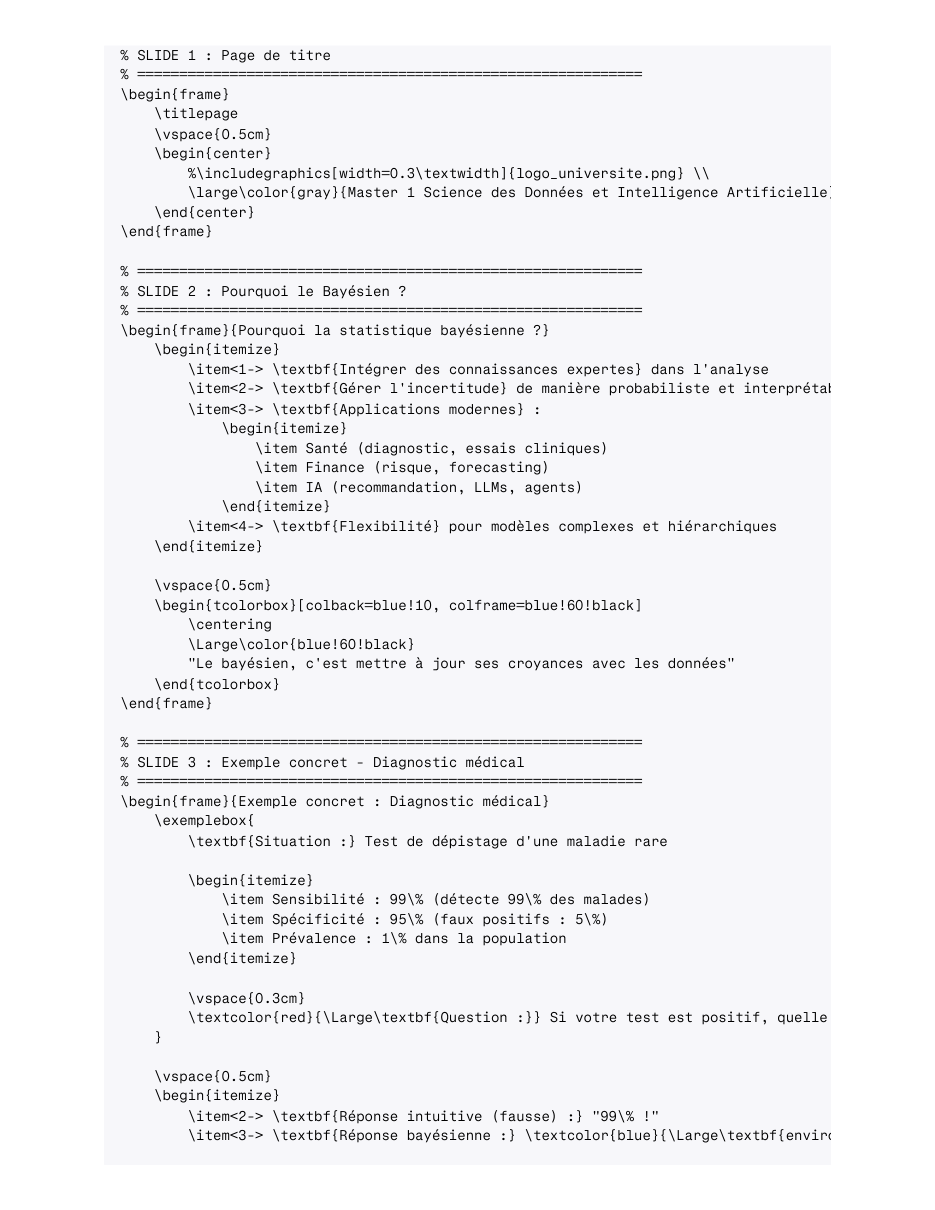 % SLIDE 1 : Page de titre
% ============================================================
\begin{frame}
    \titlepage
    \vspace{0.5cm}
    \begin{center}
        %\includegraphics[width=0.3\textwidth]{logo_universite.png} \\
        \large\color{gray}{Master 1 Science des Données et Intelligence Artificielle}
    \end{center}
\end{frame}

% ============================================================
% SLIDE 2 : Pourquoi le Bayésien ?
% ============================================================
\begin{frame}{Pourquoi la statistique bayésienne ?}
    \begin{itemize}
        \item<1-> \textbf{Intégrer des connaissances expertes} dans l'analyse
        \item<2-> \textbf{Gérer l'incertitude} de manière probabiliste et
        \item<3-> \textbf{Applications modernes} :
            \begin{itemize}
                \item Santé (diagnostic, essais cliniques)
                \item Finance (risque, forecasting)
                \item IA (recommandation, LLMs, agents)
            \end{itemize}
        \item<4-> \textbf{Flexibilité} pour modèles complexes et hiérarchiques
    \end{itemize}

    \vspace{0.5cm}
    \begin{tcolorbox}[colback=blue!10, colframe=blue!60!black]
        \centering
        \Large\color{blue!60!black}
        "Le bayésien, c'est mettre à jour ses croyances avec les données"
    \end{tcolorbox}
\end{frame}

% ============================================================
% SLIDE 3 : Exemple concret - Diagnostic médical
% ============================================================
\begin{frame}{Exemple concret : Diagnostic médical}
    \exemplebox{
        \textbf{Situation :} Test de dépistage d'une maladie rare

        \begin{itemize}
            \item Sensibilité : 99\% (détecte 99\% des malades)
            \item Spécificité : 95\% (faux positifs : 5\%)
            \item Prévalence : 1\% dans la population
        \end{itemize}

        \vspace{0.3cm}
        \textcolor{red}{\Large\textbf{Question :}} Si votre test est positif, quelle
    }

    \vspace{0.5cm}
    \begin{itemize}
        \item<2-> \textbf{Réponse intuitive (fausse) :} "99\% !"
        \item<3-> \textbf{Réponse bayésienne :} \textcolor{blue}{\Large\textbf{